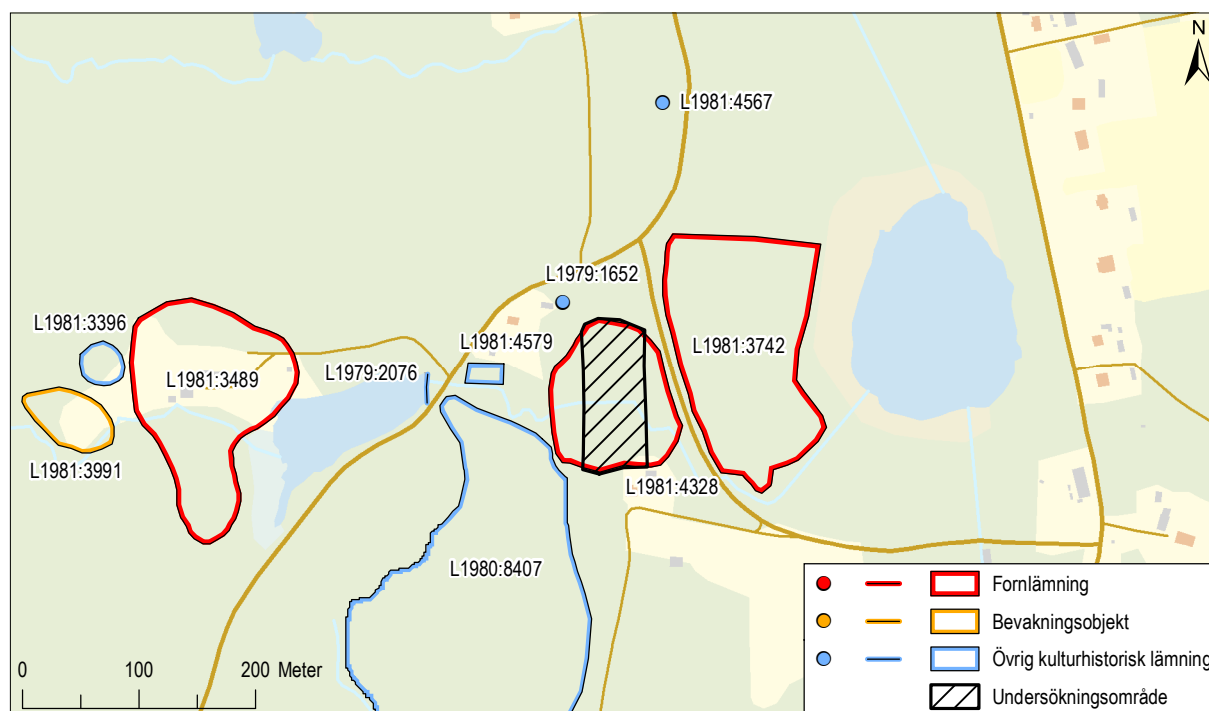 N
L1981:4567
L1979:1652
L1981:3396
L1981:4579
L1981:3742
L1981:3489
L1979:2076
L1981:3991
L1981:4328
L1980:8407
Fornlämning
Bevakningsobjekt
Övrig kulturhistorisk lämning
Undersökningsområde
0 100 200 Meter